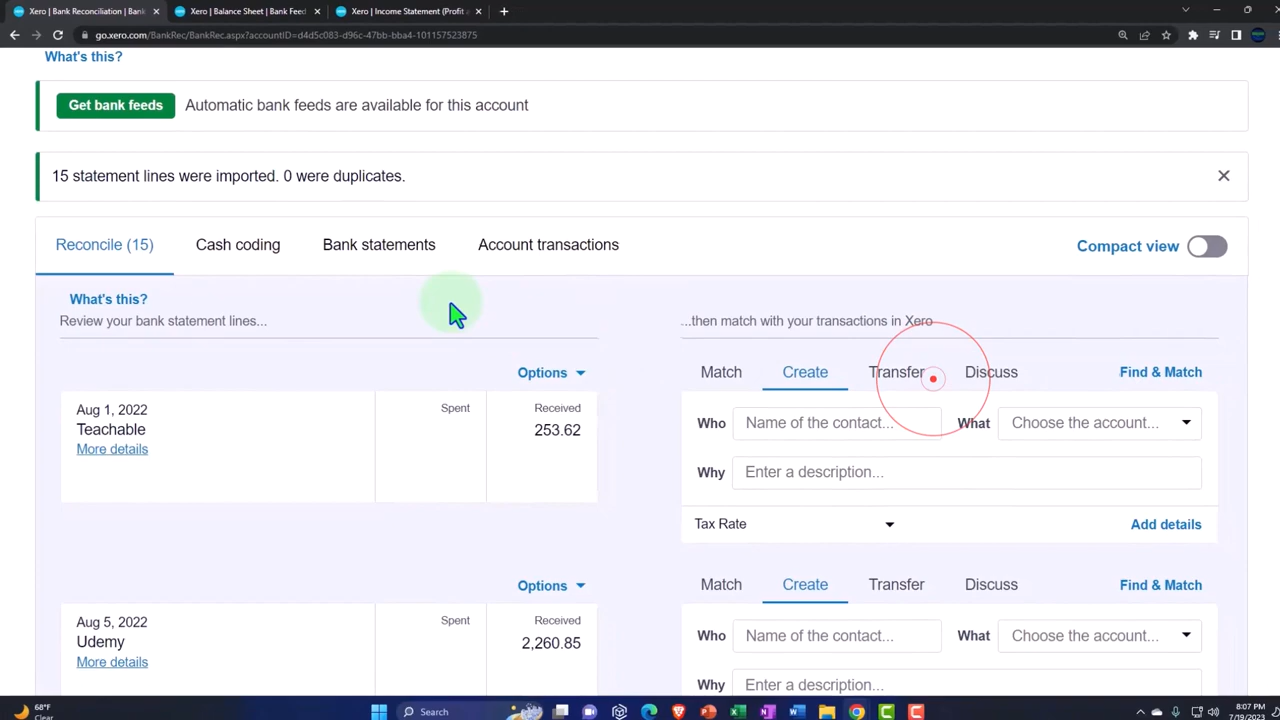 Xero | Bank Reconciliation | Bank
Xero | Balance Sheet | Bank Feed
Xero | Income Statement (Profit a
go.xero.com/BankRec/BankRec.aspx?accountID=d4d5c083-d96c-47bb-bba4-101157523875
What's this?
Get bank feeds Automatic bank feeds are available for this account
15 statement lines were imported. 0 were duplicates.
Reconcile (15) Cash coding Bank statements Account transactions Compact view
What's this?
Review your bank statement lines... ...then match with your transactions in Xero
Options Match Create Transfer Discuss Find & Match
Aug 1, 2022 Spent Received
Teachable 253.62
More details
Who Name of the contact... What Choose the account...
Why Enter a description...
Tax Rate Add details
Options Match Create Transfer Discuss Find & Match
Aug 5, 2022 Spent Received
Udemy 2,260.85
More details
Who Name of the contact... What Choose the account...
Why Enter a description...
68°F
Clear
Search
8:07 PM
7/19/2023